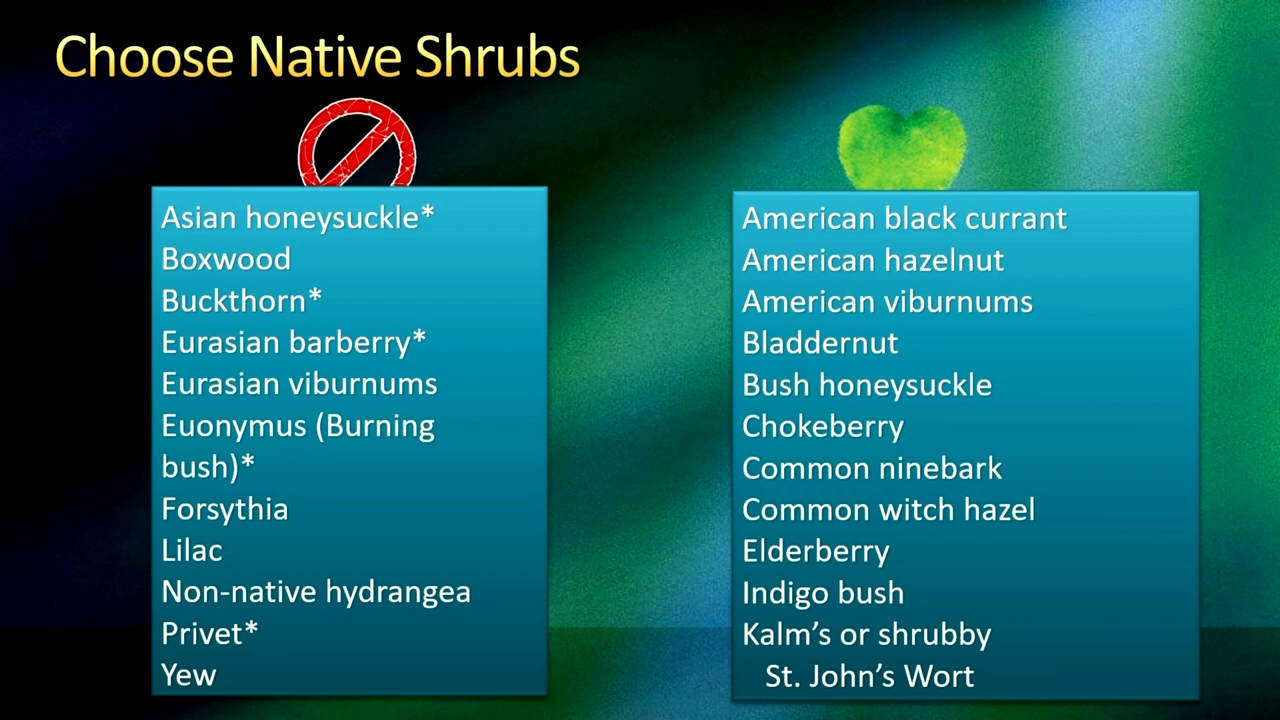 Choose Native Shrubs
Asian honeysuckle*
Boxwood
Buckthorn*
Eurasian barberry*
Eurasian viburnums
Euonymus (Burning
bush)*
Forsythia
Lilac
Non-native hydrangea
Privet*
Yew
American black currant
American hazelnut
American viburnums
Bladdernut
Bush honeysuckle
Chokeberry
Common ninebark
Common witch hazel
Elderberry
Indigo bush
Kalm’s or shrubby
St. John’s Wort